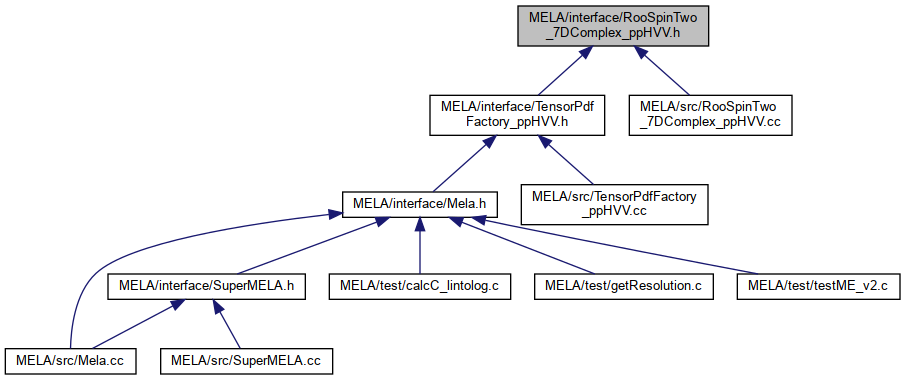 MELA/interface/RooSpinTwo
_7DComplex_ppHVV.h
MELA/interface/TensorPdf
Factory_ppHVV.h
MELA/src/RooSpinTwo
_7DComplex_ppHVV.cc
MELA/interface/Mela.h
MELA/src/TensorPdfFactory
_ppHVV.cc
MELA/interface/SuperMELA.h
MELA/test/calcC_lintolog.c
MELA/test/getResolution.c
MELA/test/testME_v2.c
MELA/src/Mela.cc
MELA/src/SuperMELA.cc